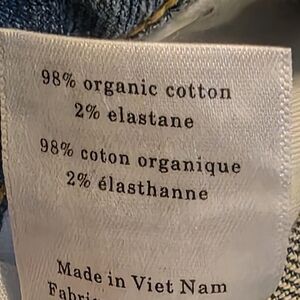 98% organic cotton
2% elastane
98% coton organique
2% élasthanne
Made in Viet Nam